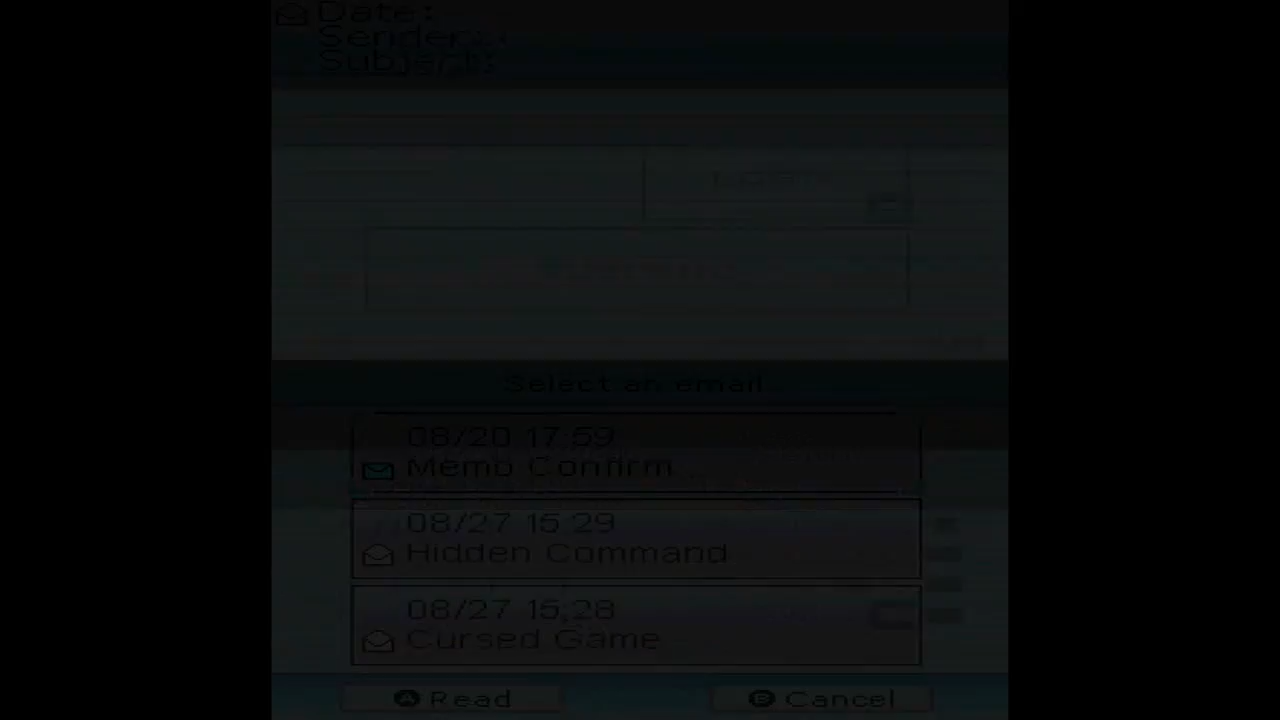 Date:
Sender:
Subject:
Select an email
08/20 17:59
Memo Confirm
08/27 15:29
Hidden Command
08/27 15:28
Cursed Game
A Read
B Cancel